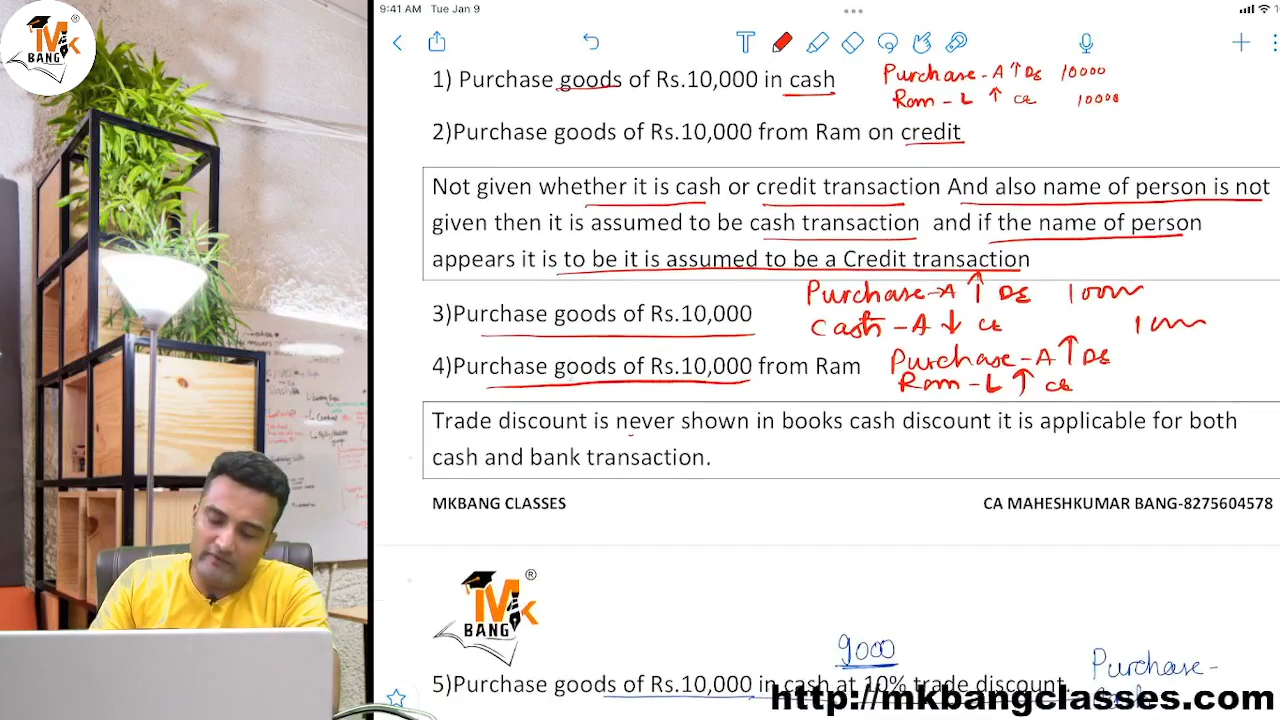 MK
BANG
®
9:41 AM Tue Jan 9
1) Purchase goods of Rs.10,000 in cash
Purchase - A ↑ DE 10000
Ram - L ↑ CR 10000
2)Purchase goods of Rs.10,000 from Ram on credit
Not given whether it is cash or credit transaction And also name of person is not
given then it is assumed to be cash transaction and if the name of person
appears it is to be it is assumed to be a Credit transaction
Purchase - A ↑ DE
3)Purchase goods of Rs.10,000
Cash - A ↓ CR
4)Purchase goods of Rs.10,000 from Ram
Purchase - A ↑ DE
Ram - L ↑ CR
Trade discount is never shown in books cash discount it is applicable for both
cash and bank transaction.
MKBANG CLASSES CA MAHESHKUMAR BANG-8275604578
MK
BANG
®
9000
Purchase -
5)Purchase goods of Rs.10,000 in cash at 10% trade discount.
http://mkbangclasses.com